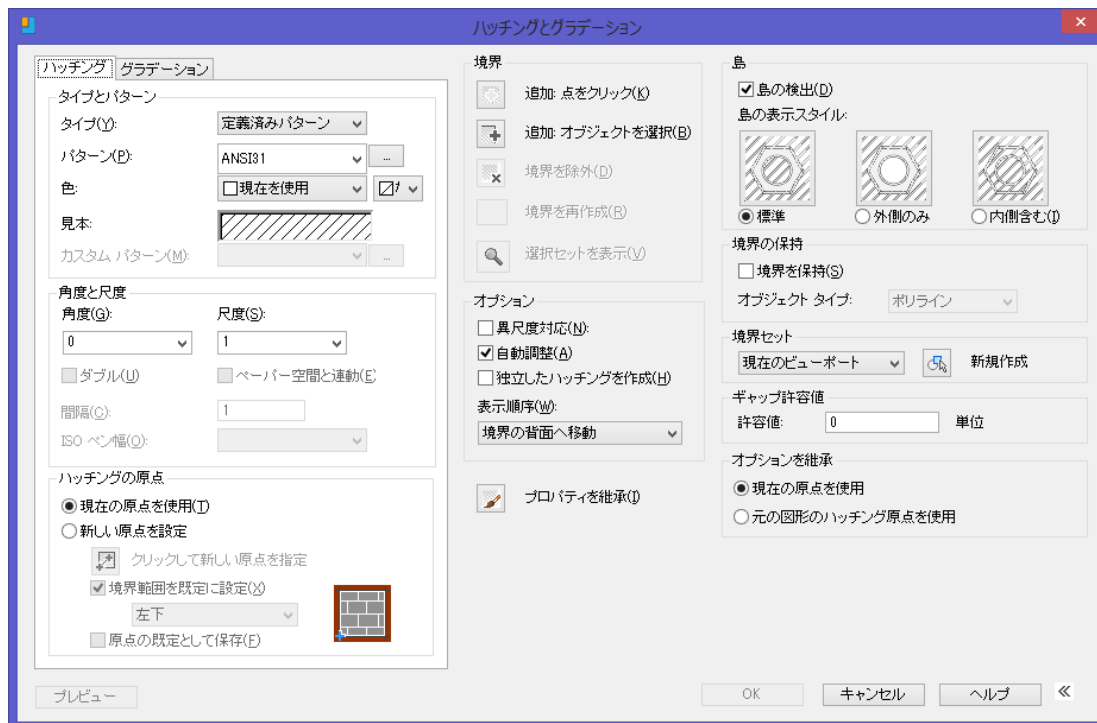 ハッチングとグラデーション
ハッチング グラデーション
タイプとパターン
タイプ(Y): 定義済みパターン
パターン(P): ANSI31 ...
色: 現在を使用
見本:
カスタム パターン(M): ...
角度と尺度
角度(G): 尺度(S):
0 1
ダブル(U) ペーパー空間と連動(E)
間隔(C): 1
ISO ペン幅(O):
ハッチングの原点
現在の原点を使用(T)
新しい原点を設定
クリックして新しい原点を指定
境界範囲を既定に設定(X)
左下
原点の既定として保存(F)
プレビュー
境界
追加: 点をクリック(K)
追加: オブジェクトを選択(B)
境界を除外(D)
境界を再作成(R)
選択セットを表示(V)
オプション
異尺度対応(N):
自動調整(A)
独立したハッチングを作成(H)
表示順序(W):
境界の背面へ移動
プロパティを継承(I)
島
島の検出(D)
島の表示スタイル:
標準 外側のみ 内側含む(I)
境界の保持
境界を保持(S)
オブジェクト タイプ: ポリライン
境界セット
現在のビューポート 新規作成
ギャップ許容値
許容値: 0 単位
オプションを継承
現在の原点を使用
元の図形のハッチング原点を使用
OK キャンセル ヘルプ